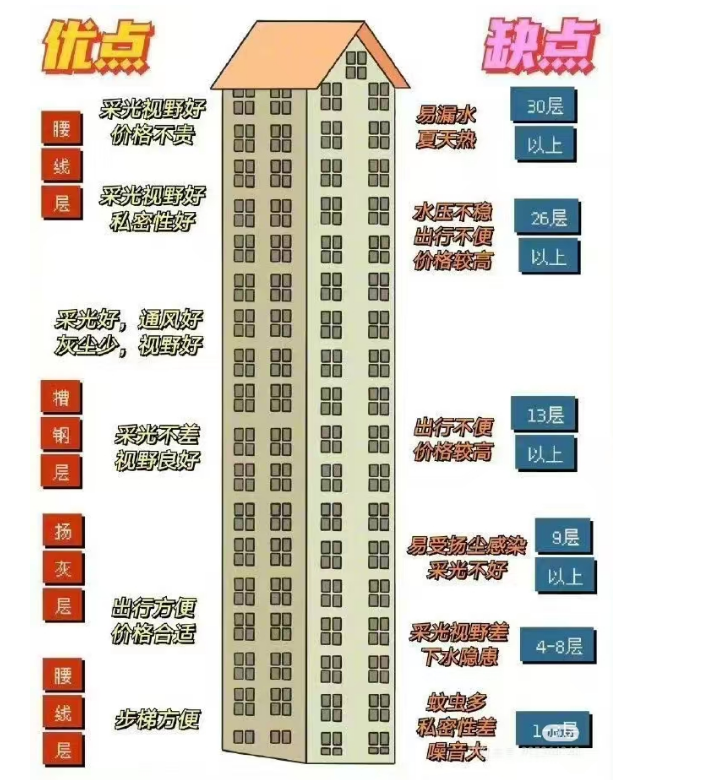 优点
缺点
腰
线
层
采光视野好
价格不贵
采光视野好
私密性好
易漏水
夏天热
30层
以上
水压不稳
出行不便
价格较高
26层
以上
采光好，通风好
灰尘少，视野好
槽
钢
层
采光不差
视野良好
出行不便
价格较高
13层
以上
扬
灰
层
易受扬尘感染
采光不好
9层
以上
出行方便
价格合适
采光视野差
下水隐患
4-8层
腰
线
层
步梯方便
蚊虫多
私密性差
噪音大
1
层